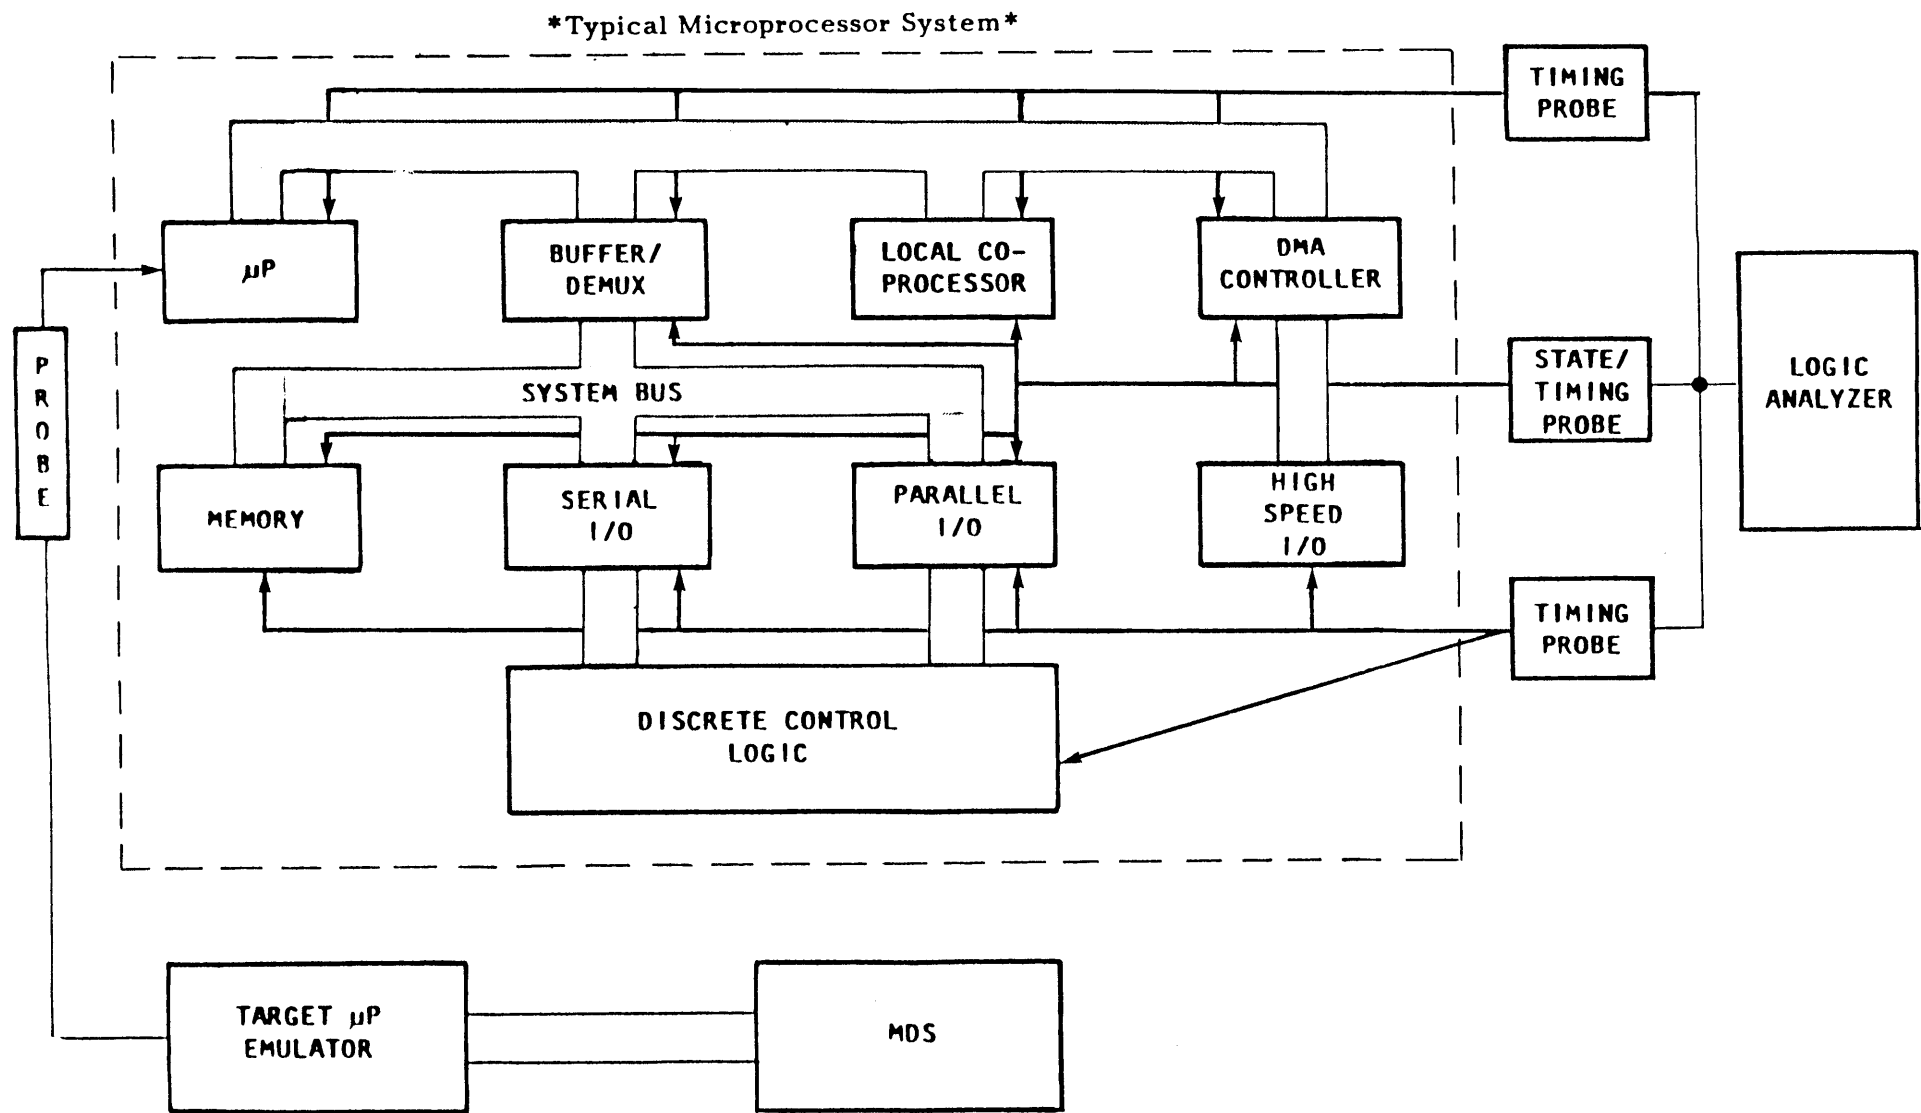 *Typical Microprocessor System*
TIMING
PROBE
µP
BUFFER/
DEMUX
LOCAL CO-
PROCESSOR
DMA
CONTROLLER
PROBE
SYSTEM BUS
STATE/
TIMING
PROBE
LOGIC
ANALYZER
MEMORY
SERIAL
I/O
PARALLEL
I/O
HIGH
SPEED
I/O
TIMING
PROBE
DISCRETE CONTROL
LOGIC
TARGET µP
EMULATOR
MDS